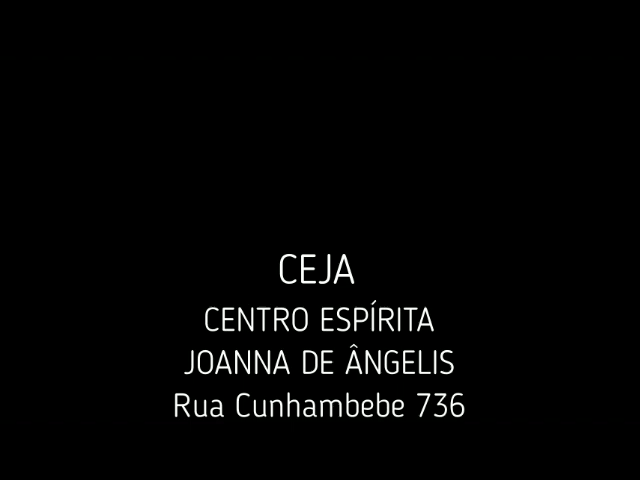 CEJA
CENTRO ESPÍRITA
JOANNA DE ÂNGELIS
Rua Cunhambebe 736